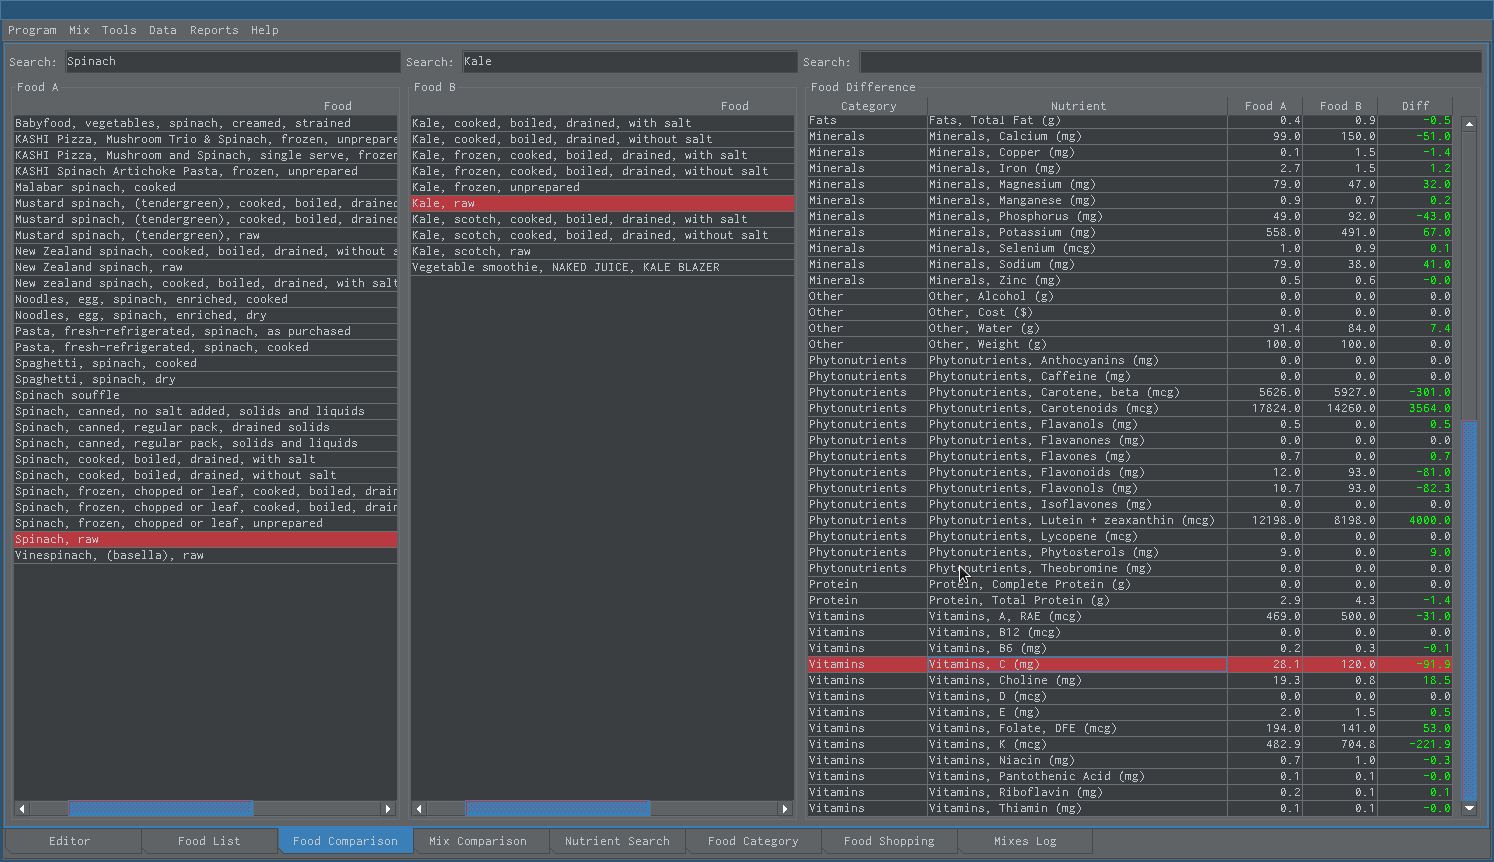 Program Mix Tools Data Reports Help
Search: Spinach Search: Kale Search:
Food A Food B Food Difference
Food
Babyfood, vegetables, spinach, creamed, strained
KASHI Pizza, Mushroom Trio & Spinach, frozen, unprepare
KASHI Pizza, Mushroom and Spinach, single serve, frozen
KASHI Spinach Artichoke Pasta, frozen, unprepared
Malabar spinach, cooked
Mustard spinach, (tendergreen), cooked, boiled, drained
Mustard spinach, (tendergreen), cooked, boiled, drained
Mustard spinach, (tendergreen), raw
New Zealand spinach, cooked, boiled, drained, without s
New Zealand spinach, raw
New zealand spinach, cooked, boiled, drained, with salt
Noodles, egg, spinach, enriched, cooked
Noodles, egg, spinach, enriched, dry
Pasta, fresh-refrigerated, spinach, as purchased
Pasta, fresh-refrigerated, spinach, cooked
Spaghetti, spinach, cooked
Spaghetti, spinach, dry
Spinach souffle
Spinach, canned, no salt added, solids and liquids
Spinach, canned, regular pack, drained solids
Spinach, canned, regular pack, solids and liquids
Spinach, cooked, boiled, drained, with salt
Spinach, cooked, boiled, drained, without salt
Spinach, frozen, chopped or leaf, cooked, boiled, drain
Spinach, frozen, chopped or leaf, cooked, boiled, drain
Spinach, frozen, chopped or leaf, unprepared
Spinach, raw
Vinespinach, (basella), raw
Food
Kale, cooked, boiled, drained, with salt
Kale, cooked, boiled, drained, without salt
Kale, frozen, cooked, boiled, drained, with salt
Kale, frozen, cooked, boiled, drained, without salt
Kale, frozen, unprepared
Kale, raw
Kale, scotch, cooked, boiled, drained, with salt
Kale, scotch, cooked, boiled, drained, without salt
Kale, scotch, raw
Vegetable smoothie, NAKED JUICE, KALE BLAZER
Category Nutrient Food A Food B Diff
Fats Fats, Total Fat (g) 0.4 0.9 -0.5
Minerals Minerals, Calcium (mg) 99.0 150.0 -51.0
Minerals Minerals, Copper (mg) 0.1 1.5 -1.4
Minerals Minerals, Iron (mg) 2.7 1.5 1.2
Minerals Minerals, Magnesium (mg) 79.0 47.0 32.0
Minerals Minerals, Manganese (mg) 0.9 0.7 0.2
Minerals Minerals, Phosphorus (mg) 49.0 92.0 -43.0
Minerals Minerals, Potassium (mg) 558.0 491.0 67.0
Minerals Minerals, Selenium (mcg) 1.0 0.9 0.1
Minerals Minerals, Sodium (mg) 79.0 38.0 41.0
Minerals Minerals, Zinc (mg) 0.5 0.6 -0.0
Other Other, Alcohol (g) 0.0 0.0 0.0
Other Other, Cost ($) 0.0 0.0 0.0
Other Other, Water (g) 91.4 84.0 7.4
Other Other, Weight (g) 100.0 100.0 0.0
Phytonutrients Phytonutrients, Anthocyanins (mg) 0.0 0.0 0.0
Phytonutrients Phytonutrients, Caffeine (mg) 0.0 0.0 0.0
Phytonutrients Phytonutrients, Carotene, beta (mcg) 5626.0 5927.0 -301.0
Phytonutrients Phytonutrients, Carotenoids (mcg) 17824.0 14260.0 3564.0
Phytonutrients Phytonutrients, Flavanols (mg) 0.5 0.0 0.5
Phytonutrients Phytonutrients, Flavanones (mg) 0.0 0.0 0.0
Phytonutrients Phytonutrients, Flavones (mg) 0.7 0.0 0.7
Phytonutrients Phytonutrients, Flavonoids (mg) 12.0 93.0 -81.0
Phytonutrients Phytonutrients, Flavonols (mg) 10.7 93.0 -82.3
Phytonutrients Phytonutrients, Isoflavones (mg) 0.0 0.0 0.0
Phytonutrients Phytonutrients, Lutein + zeaxanthin (mcg) 12198.0 8198.0 4000.0
Phytonutrients Phytonutrients, Lycopene (mcg) 0.0 0.0 0.0
Phytonutrients Phytonutrients, Phytosterols (mg) 9.0 0.0 9.0
Phytonutrients Phytonutrients, Theobromine (mg) 0.0 0.0 0.0
Protein Protein, Complete Protein (g) 0.0 0.0 0.0
Protein Protein, Total Protein (g) 2.9 4.3 -1.4
Vitamins Vitamins, A, RAE (mcg) 469.0 500.0 -31.0
Vitamins Vitamins, B12 (mcg) 0.0 0.0 0.0
Vitamins Vitamins, B6 (mg) 0.2 0.3 -0.1
Vitamins Vitamins, C (mg) 28.1 120.0 -91.9
Vitamins Vitamins, Choline (mg) 19.3 0.8 18.5
Vitamins Vitamins, D (mcg) 0.0 0.0 0.0
Vitamins Vitamins, E (mg) 2.0 1.5 0.5
Vitamins Vitamins, Folate, DFE (mcg) 194.0 141.0 53.0
Vitamins Vitamins, K (mcg) 482.9 704.8 -221.9
Vitamins Vitamins, Niacin (mg) 0.7 1.0 -0.3
Vitamins Vitamins, Pantothenic Acid (mg) 0.1 0.1 -0.0
Vitamins Vitamins, Riboflavin (mg) 0.2 0.1 0.1
Vitamins Vitamins, Thiamin (mg) 0.1 0.1 -0.0
Editor Food List Food Comparison Mix Comparison Nutrient Search Food Category Food Shopping Mixes Log